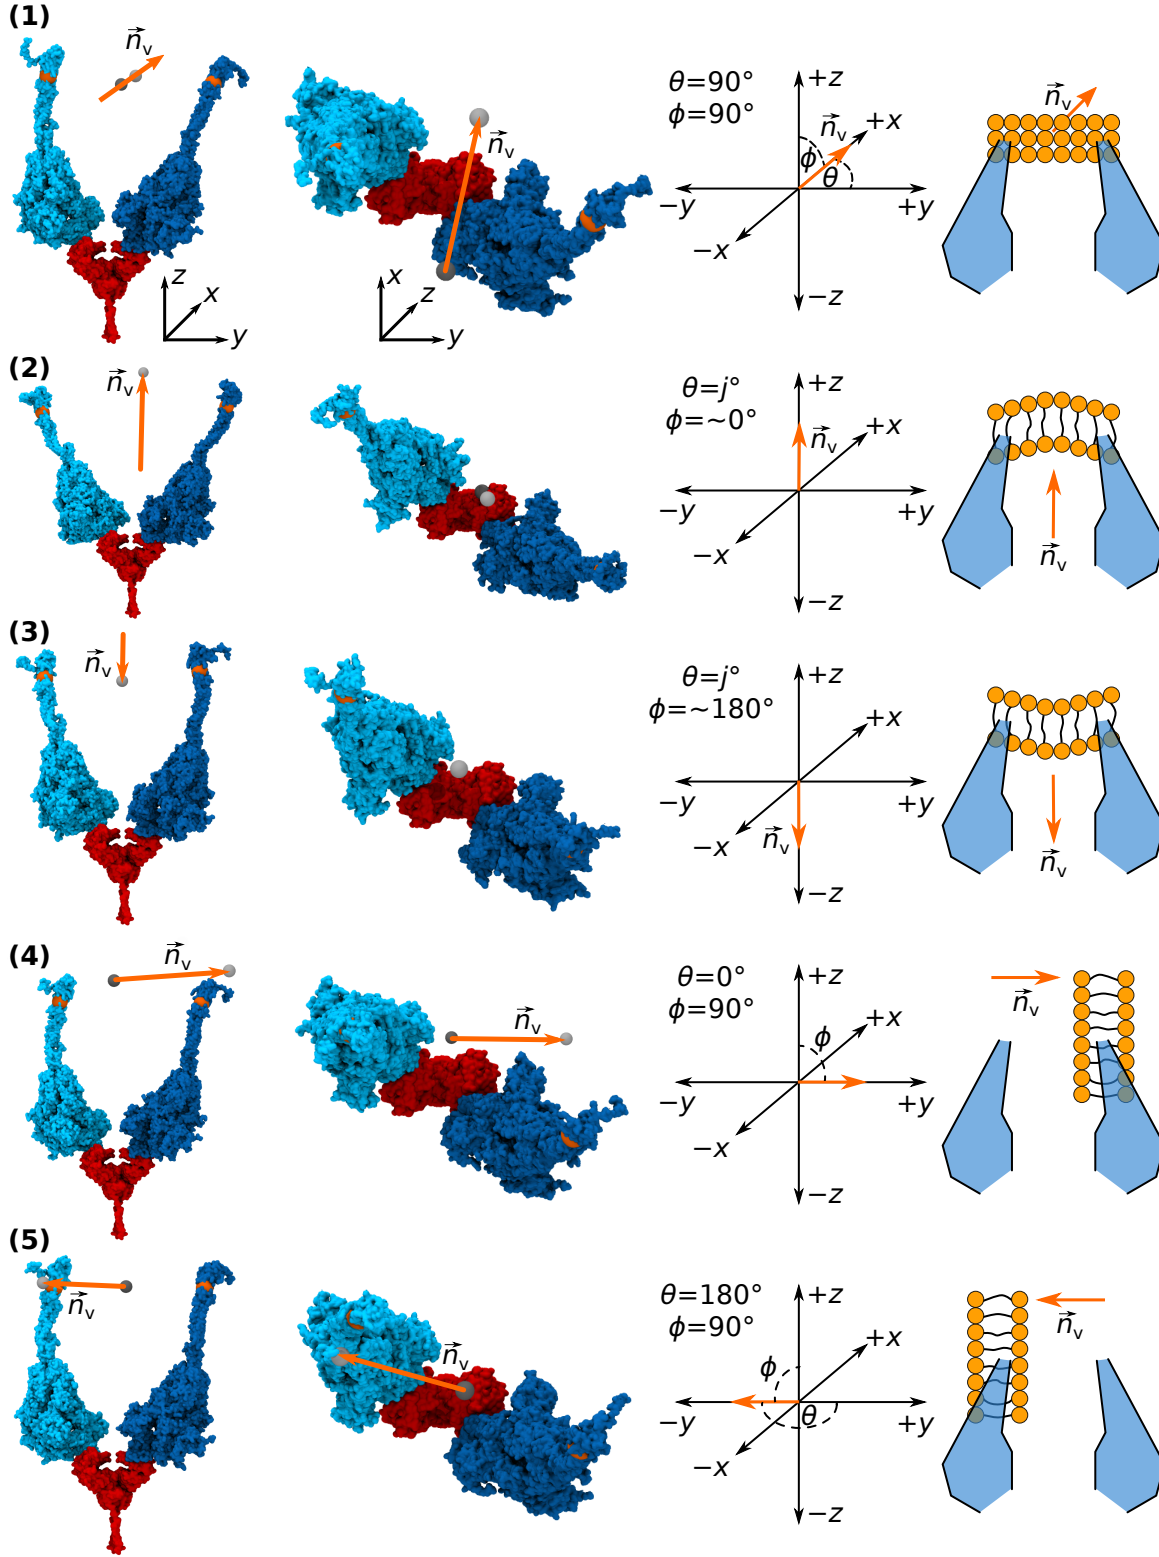 (1)
n⃗v
n⃗v
z
x
y
x
z
y
θ=90°
ϕ=90°
+z
n⃗v
+x
ϕ
θ
−y
+y
−x
−z
n⃗v
(2)
n⃗v
θ=j°
ϕ=~0°
+z
+x
n⃗v
−y
+y
−x
−z
n⃗v
(3)
n⃗v
θ=j°
ϕ=~180°
+z
+x
−y
+y
−x
n⃗v
−z
n⃗v
(4)
n⃗v
n⃗v
θ=0°
ϕ=90°
+z
+x
ϕ
−y
+y
−x
−z
n⃗v
(5)
n⃗v
n⃗v
θ=180°
ϕ=90°
+z
+x
ϕ
−y
θ
+y
−x
−z
n⃗v